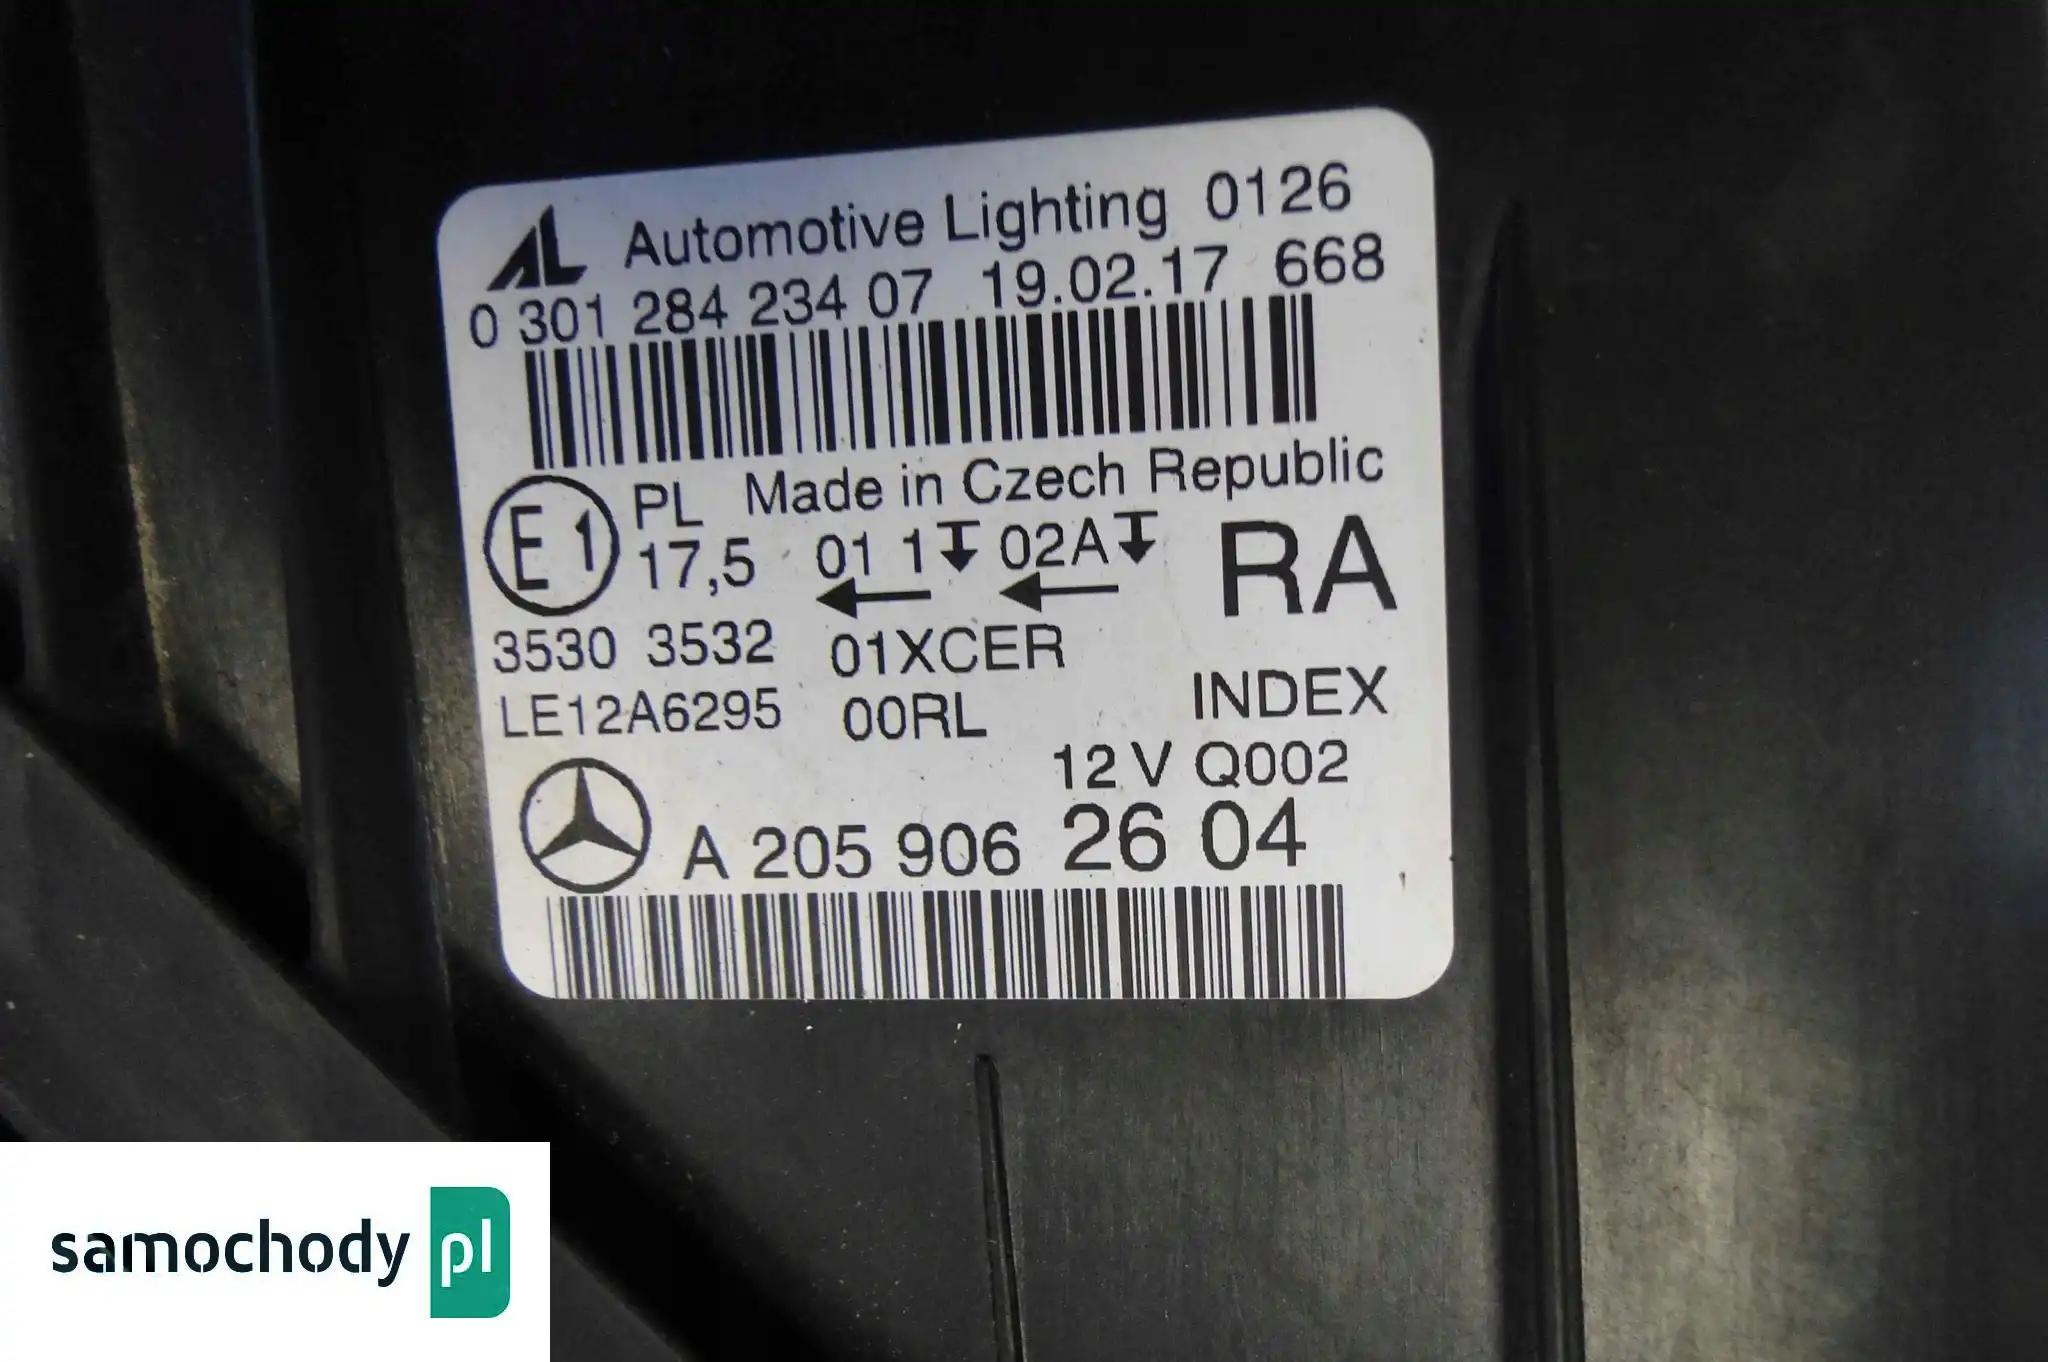 AL Automotive Lighting 0126
0 301 284 234 07 19.02.17 668
E1 PL Made in Czech Republic
17,5 01 1 02A RA
3530 3532 01XCER
LE12A6295 00RL INDEX
12 V Q002
A 205 906 26 04
samochody pl